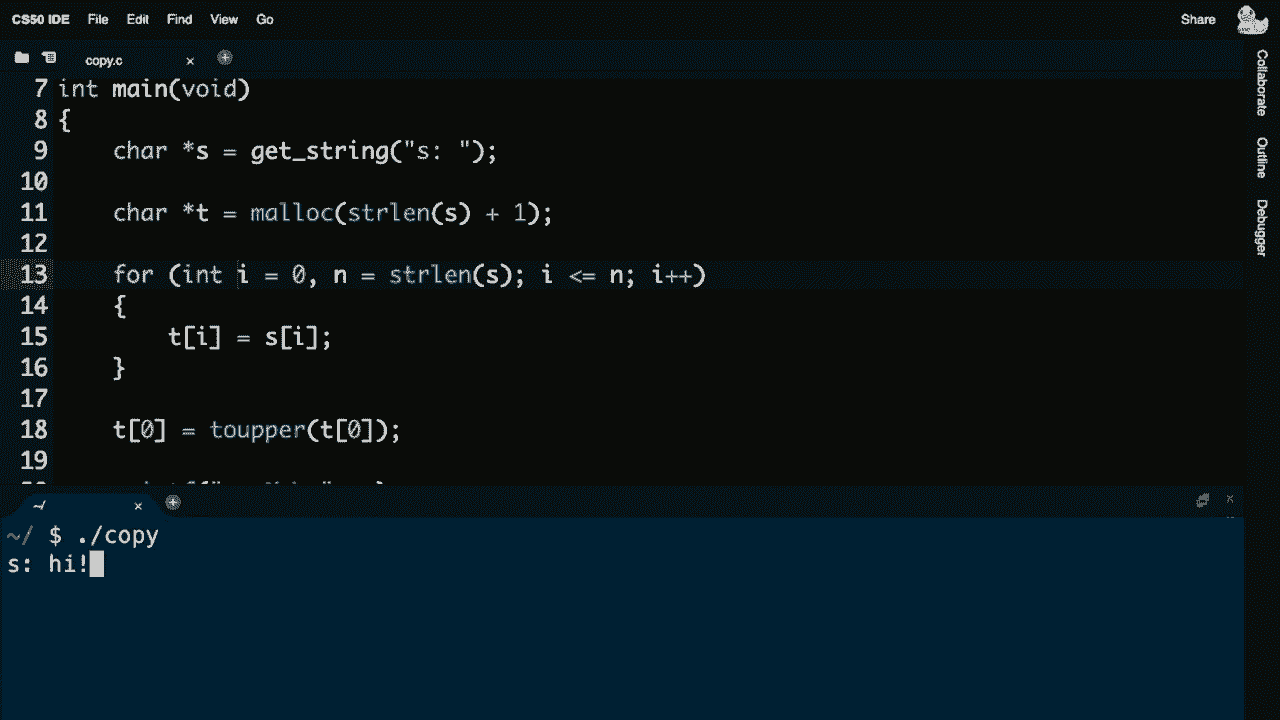 CS50 IDE File Edit Find View Go Share
copy.c
Collaborate
Outline
Debugger
7 int main(void)
8 {
9 char *s = get_string("s: ");
10
11 char *t = malloc(strlen(s) + 1);
12
13 for (int i = 0, n = strlen(s); i <= n; i++)
14 {
15 t[i] = s[i];
16 }
17
18 t[0] = toupper(t[0]);
19
~/
~/ $ ./copy
s: hi!